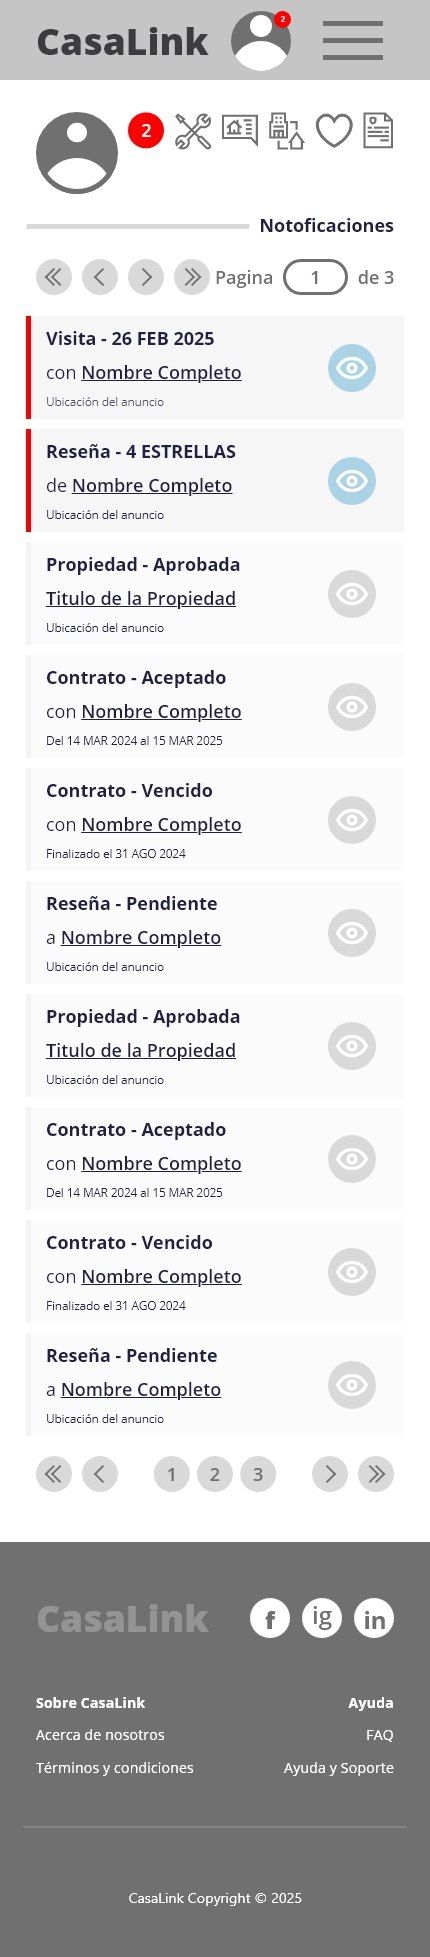 CasaLink
2
2
Notoficaciones
Pagina 1 de 3
Visita - 26 FEB 2025
con Nombre Completo
Ubicación del anuncio
Reseña - 4 ESTRELLAS
de Nombre Completo
Ubicación del anuncio
Propiedad - Aprobada
Titulo de la Propiedad
Ubicación del anuncio
Contrato - Aceptado
con Nombre Completo
Del 14 MAR 2024 al 15 MAR 2025
Contrato - Vencido
con Nombre Completo
Finalizado el 31 AGO 2024
Reseña - Pendiente
a Nombre Completo
Ubicación del anuncio
Propiedad - Aprobada
Titulo de la Propiedad
Ubicación del anuncio
Contrato - Aceptado
con Nombre Completo
Del 14 MAR 2024 al 15 MAR 2025
Contrato - Vencido
con Nombre Completo
Finalizado el 31 AGO 2024
Reseña - Pendiente
a Nombre Completo
Ubicación del anuncio
1 2 3
CasaLink f ig in
Sobre CasaLink Ayuda
Acerca de nosotros FAQ
Términos y condiciones Ayuda y Soporte
CasaLink Copyright © 2025